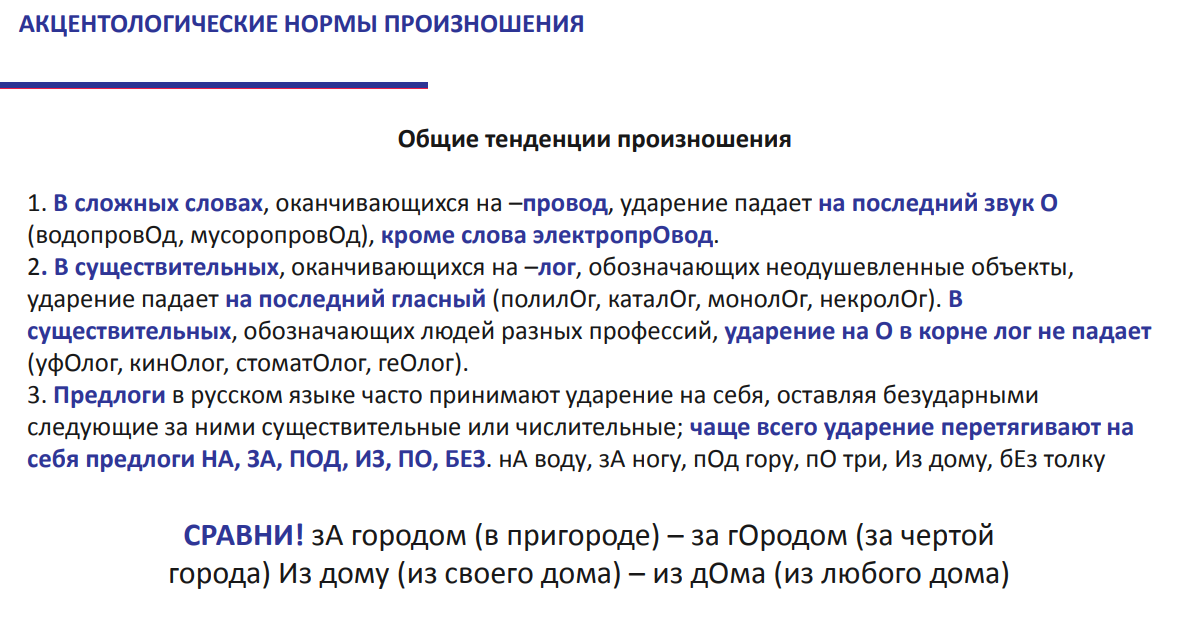 АКЦЕНТОЛОГИЧЕСКИЕ НОРМЫ ПРОИЗНОШЕНИЯ
Общие тенденции произношения
1. В сложных словах, оканчивающихся на –провод, ударение падает на последний звук О
(водопровОд, мусоропровОд), кроме слова электропрОвод.
2. В существительных, оканчивающихся на –лог, обозначающих неодушевленные объекты,
ударение падает на последний гласный (полилОг, каталОг, монолОг, некролОг). В
существительных, обозначающих людей разных профессий, ударение на О в корне лог не падает
(уфОлог, кинОлог, стоматОлог, геОлог).
3. Предлоги в русском языке часто принимают ударение на себя, оставляя безударными
следующие за ними существительные или числительные; чаще всего ударение перетягивают на
себя предлоги НА, ЗА, ПОД, ИЗ, ПО, БЕЗ. нА воду, зА ногу, пОд гору, пО три, Из дому, бЕз толку
СРАВНИ! зА городом (в пригороде) – за гОродом (за чертой
города) Из дому (из своего дома) – из дОма (из любого дома)